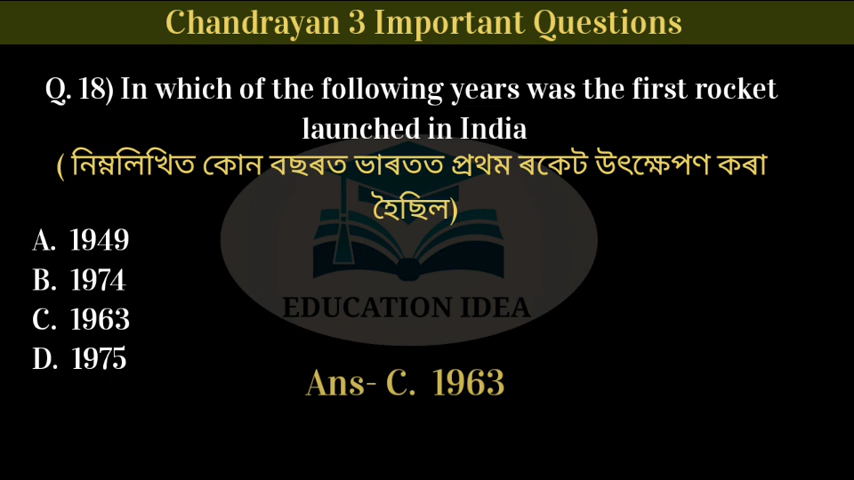 Chandrayan 3 Important Questions
Q. 18) In which of the following years was the first rocket
launched in India
( নিম্নলিখিত কোন বছৰত ভাৰতত প্ৰথম ৰকেট উৎক্ষেপণ কৰা
হৈছিল)
A. 1949
B. 1974
C. 1963
D. 1975
EDUCATION IDEA
Ans- C. 1963